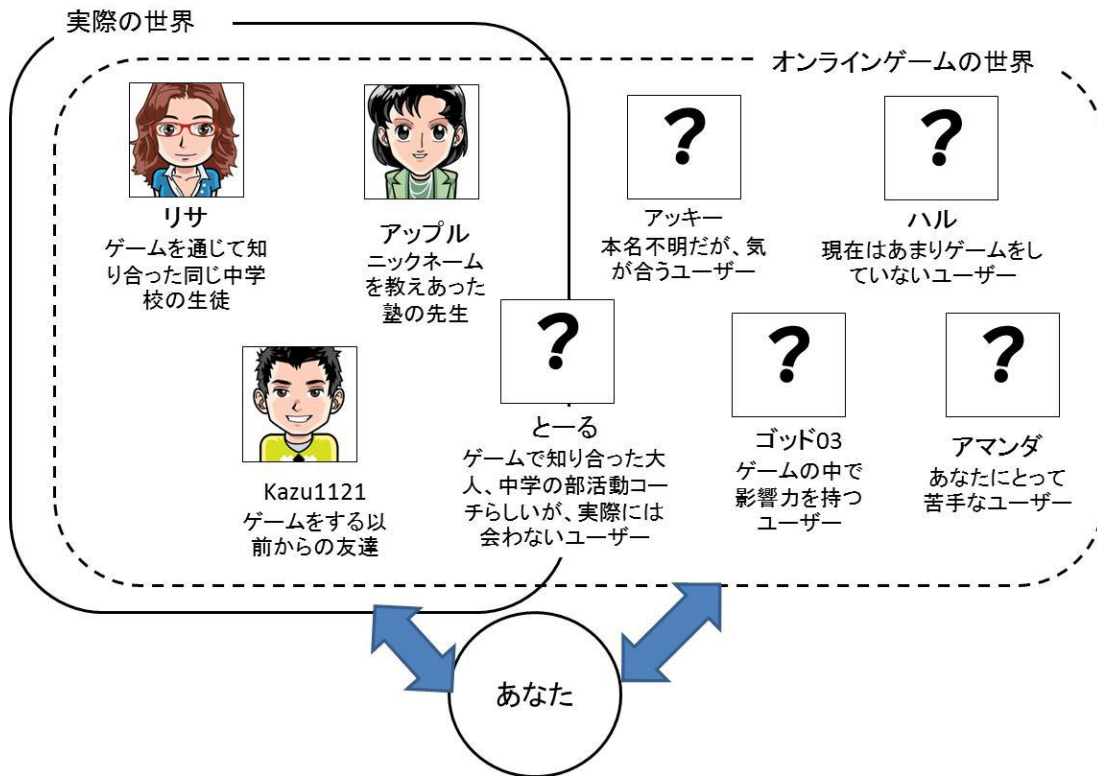 実際の世界
オンラインゲームの世界
リサ
ゲームを通じて知
り合った同じ中学
校の生徒
アップル
ニックネーム
を教えあった
塾の先生
?
アッキー
本名不明だが、気
が合うユーザー
?
ハル
現在はあまりゲームをし
ていないユーザー
Kazu1121
ゲームをする以
前からの友達
?
とーる
ゲームで知り合った大
人、中学の部活動コー
チらしいが、実際には
会わないユーザー
?
ゴッド03
ゲームの中で
影響力を持つ
ユーザー
?
アマンダ
あなたにとって
苦手なユーザー
あなた